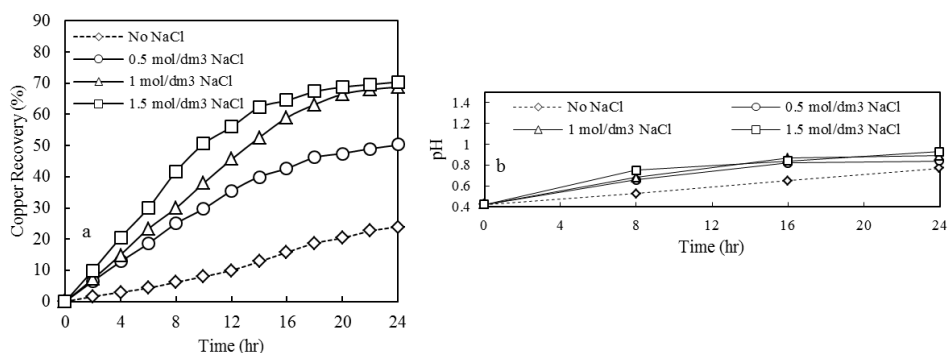 90
80
70
60
50
40
30
20
10
0
Copper Recovery (%)
No NaCl
0.5 mol/dm3 NaCl
1 mol/dm3 NaCl
1.5 mol/dm3 NaCl
a
0 4 8 12 16 20 24
Time (hr)
1.4
1.2
1
0.8
0.6
0.4
pH
No NaCl 0.5 mol/dm3 NaCl
1 mol/dm3 NaCl 1.5 mol/dm3 NaCl
b
0 4 8 12 16 20 24
Time (hr)